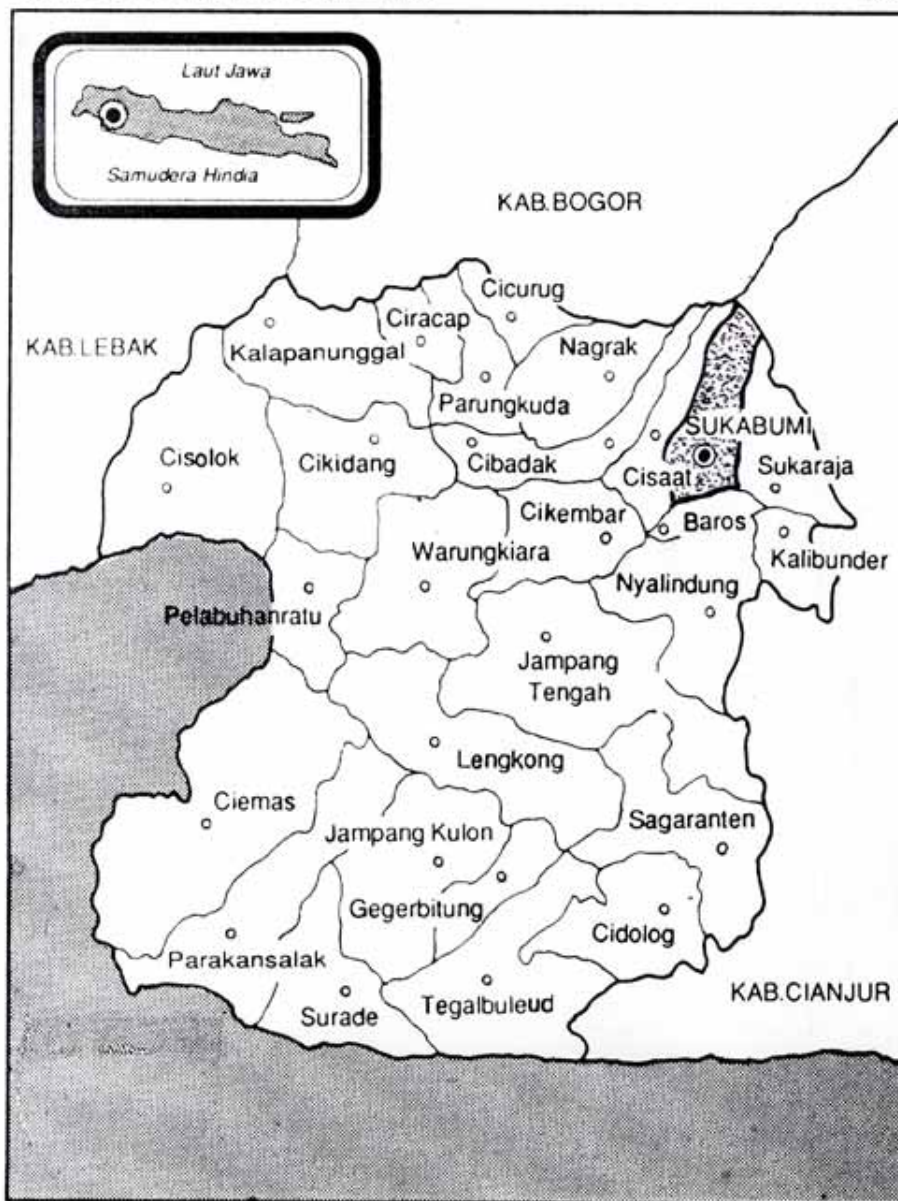 Laut Jawa
Samudera Hindia
KAB.BOGOR
KAB.LEBAK
Cicurug
Ciracap
Kalapanunggal
Nagrak
Parungkuda
SUKABUMI
Cisolok
Cikidang
Cibadak
Cisaat
Sukaraja
Cikembar
Baros
Warungkiara
Kalibunder
Nyalindung
Pelabuhanratu
Jampang
Tengah
Lengkong
Ciemas
Jampang Kulon
Sagaranten
Gegerbitung
Cidolog
Parakansalak
Surade
Tegalbuleud
KAB.CIANJUR